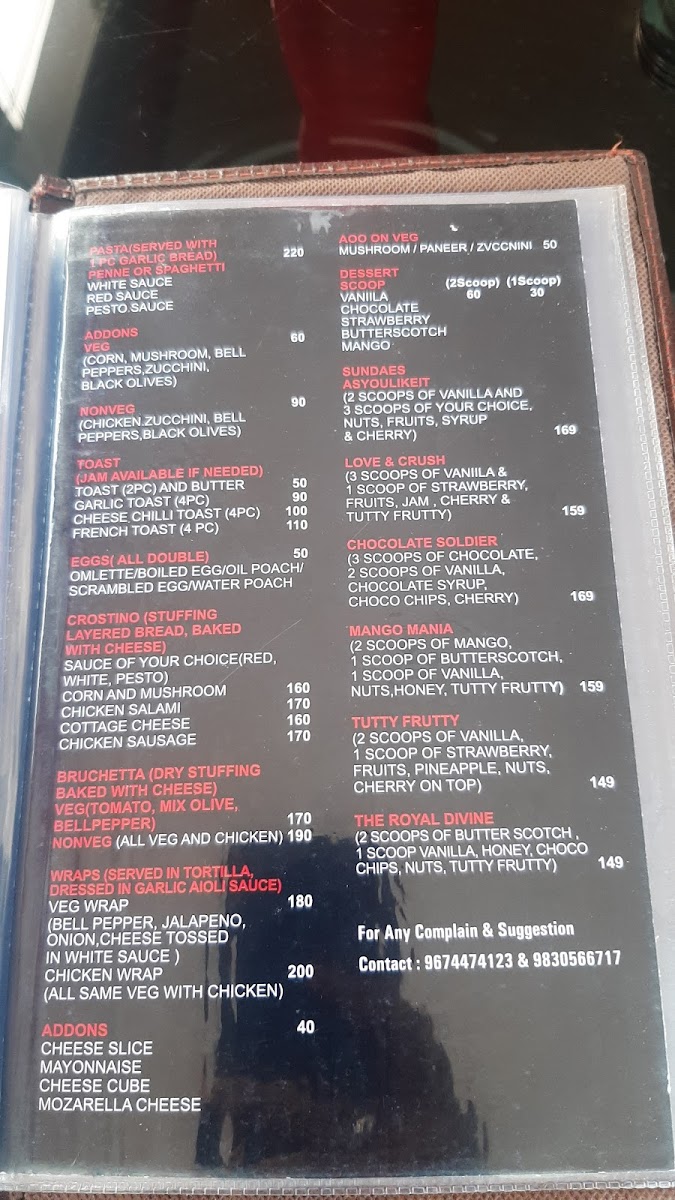 PASTA(SERVED WITH
1 PC GARLIC BREAD) 220
PENNE OR SPAGHETTI
WHITE SAUCE
RED SAUCE
PESTO SAUCE
ADDONS 60
VEG
(CORN, MUSHROOM, BELL
PEPPERS,ZUCCHINI,
BLACK OLIVES)
NONVEG 90
(CHICKEN.ZUCCHINI, BELL
PEPPERS,BLACK OLIVES)
TOAST
(JAM AVAILABLE IF NEEDED)
TOAST (2PC) AND BUTTER 50
GARLIC TOAST (4PC) 90
CHEESE CHILLI TOAST (4PC) 100
FRENCH TOAST (4 PC) 110
EGGS( ALL DOUBLE) 50
OMLETTE/BOILED EGG/OIL POACH/
SCRAMBLED EGG/WATER POACH
CROSTINO (STUFFING
LAYERED BREAD, BAKED
WITH CHEESE)
SAUCE OF YOUR CHOICE(RED,
WHITE, PESTO)
CORN AND MUSHROOM 160
CHICKEN SALAMI 170
COTTAGE CHEESE 160
CHICKEN SAUSAGE 170
BRUCHETTA (DRY STUFFING
BAKED WITH CHEESE)
VEG(TOMATO, MIX OLIVE,
BELLPEPPER) 170
NONVEG (ALL VEG AND CHICKEN) 190
WRAPS (SERVED IN TORTILLA,
DRESSED IN GARLIC AIOLI SAUCE)
VEG WRAP 180
(BELL PEPPER, JALAPENO,
ONION,CHEESE TOSSED
IN WHITE SAUCE )
CHICKEN WRAP 200
(ALL SAME VEG WITH CHICKEN)
ADDONS 40
CHEESE SLICE
MAYONNAISE
CHEESE CUBE
MOZARELLA CHEESE
AOO ON VEG
MUSHROOM / PANEER / ZVCCNINI 50
DESSERT
SCOOP (2Scoop) (1Scoop)
VANIILA 60 30
CHOCOLATE
STRAWBERRY
BUTTERSCOTCH
MANGO
SUNDAES
ASYOULIKEIT
(2 SCOOPS OF VANILLA AND
3 SCOOPS OF YOUR CHOICE,
NUTS, FRUITS, SYRUP
& CHERRY) 169
LOVE & CRUSH
(3 SCOOPS OF VANIILA &
1 SCOOP OF STRAWBERRY,
FRUITS, JAM , CHERRY &
TUTTY FRUTTY) 159
CHOCOLATE SOLDIER
(3 SCOOPS OF CHOCOLATE,
2 SCOOPS OF VANILLA,
CHOCOLATE SYRUP,
CHOCO CHIPS, CHERRY) 169
MANGO MANIA
(2 SCOOPS OF MANGO,
1 SCOOP OF BUTTERSCOTCH,
1 SCOOP OF VANILLA,
NUTS,HONEY, TUTTY FRUTTY) 159
TUTTY FRUTTY
(2 SCOOPS OF VANILLA,
1 SCOOP OF STRAWBERRY,
FRUITS, PINEAPPLE, NUTS,
CHERRY ON TOP) 149
THE ROYAL DIVINE
(2 SCOOPS OF BUTTER SCOTCH ,
1 SCOOP VANILLA, HONEY, CHOCO
CHIPS, NUTS, TUTTY FRUTTY) 149
For Any Complain & Suggestion
Contact : 9674474123 & 9830566717